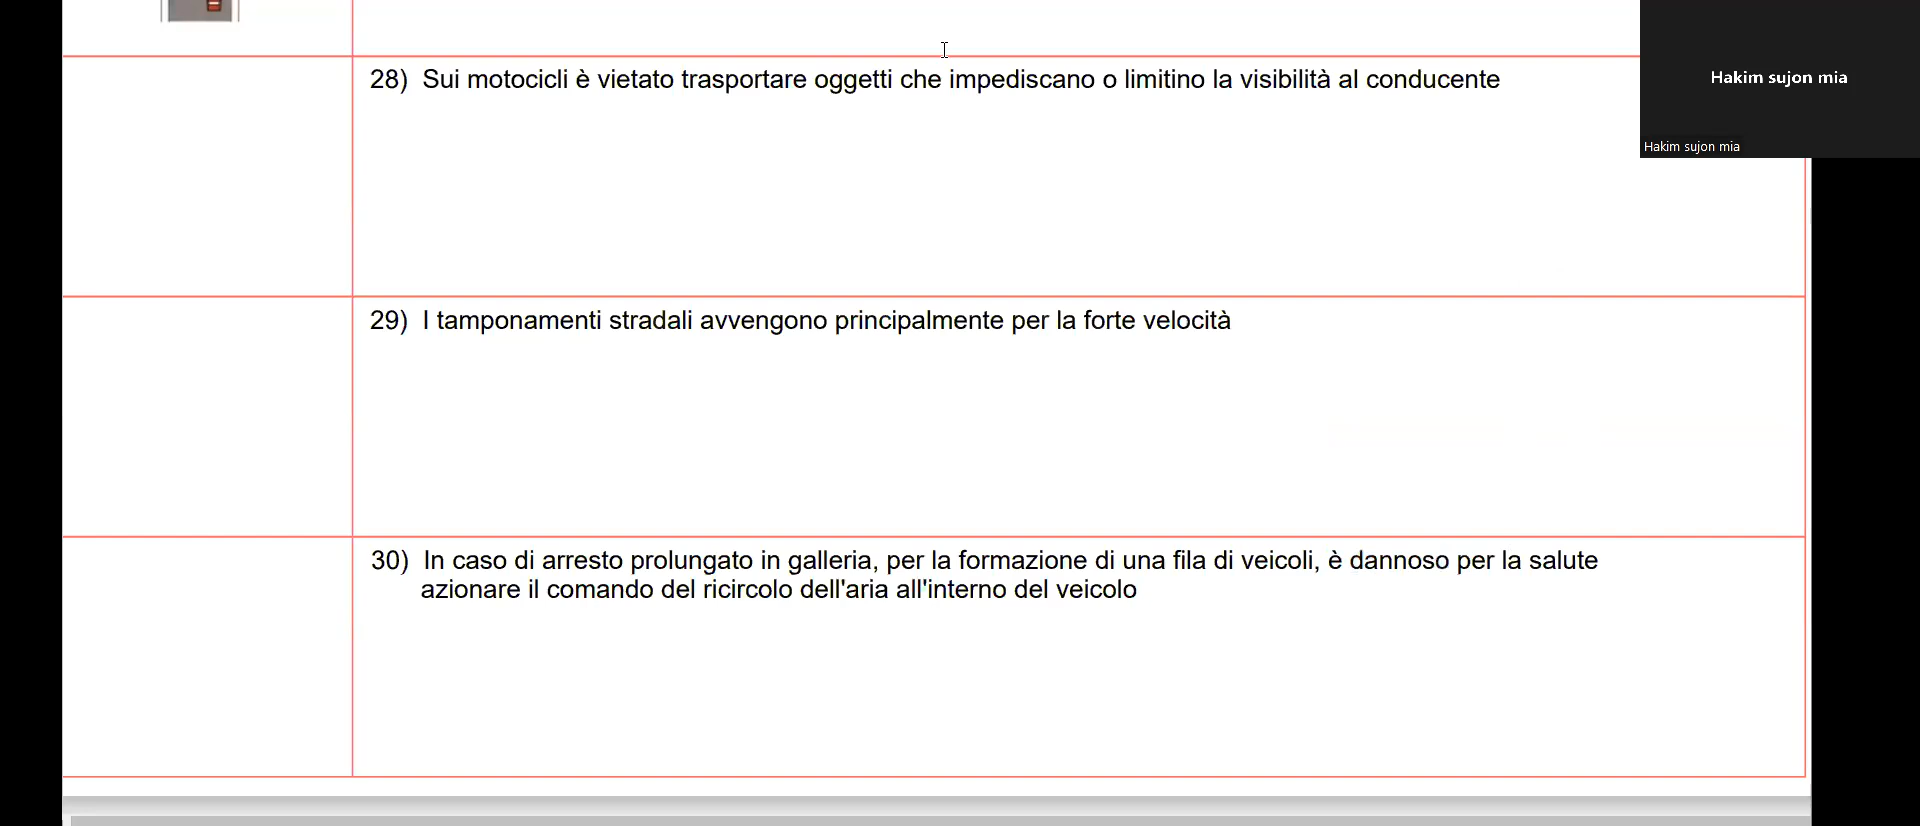 28) Sui motocicli è vietato trasportare oggetti che impediscano o limitino la visibilità al conducente
Hakim sujon mia
Hakim sujon mia
29) I tamponamenti stradali avvengono principalmente per la forte velocità
30) In caso di arresto prolungato in galleria, per la formazione di una fila di veicoli, è dannoso per la salute
azionare il comando del ricircolo dell'aria all'interno del veicolo